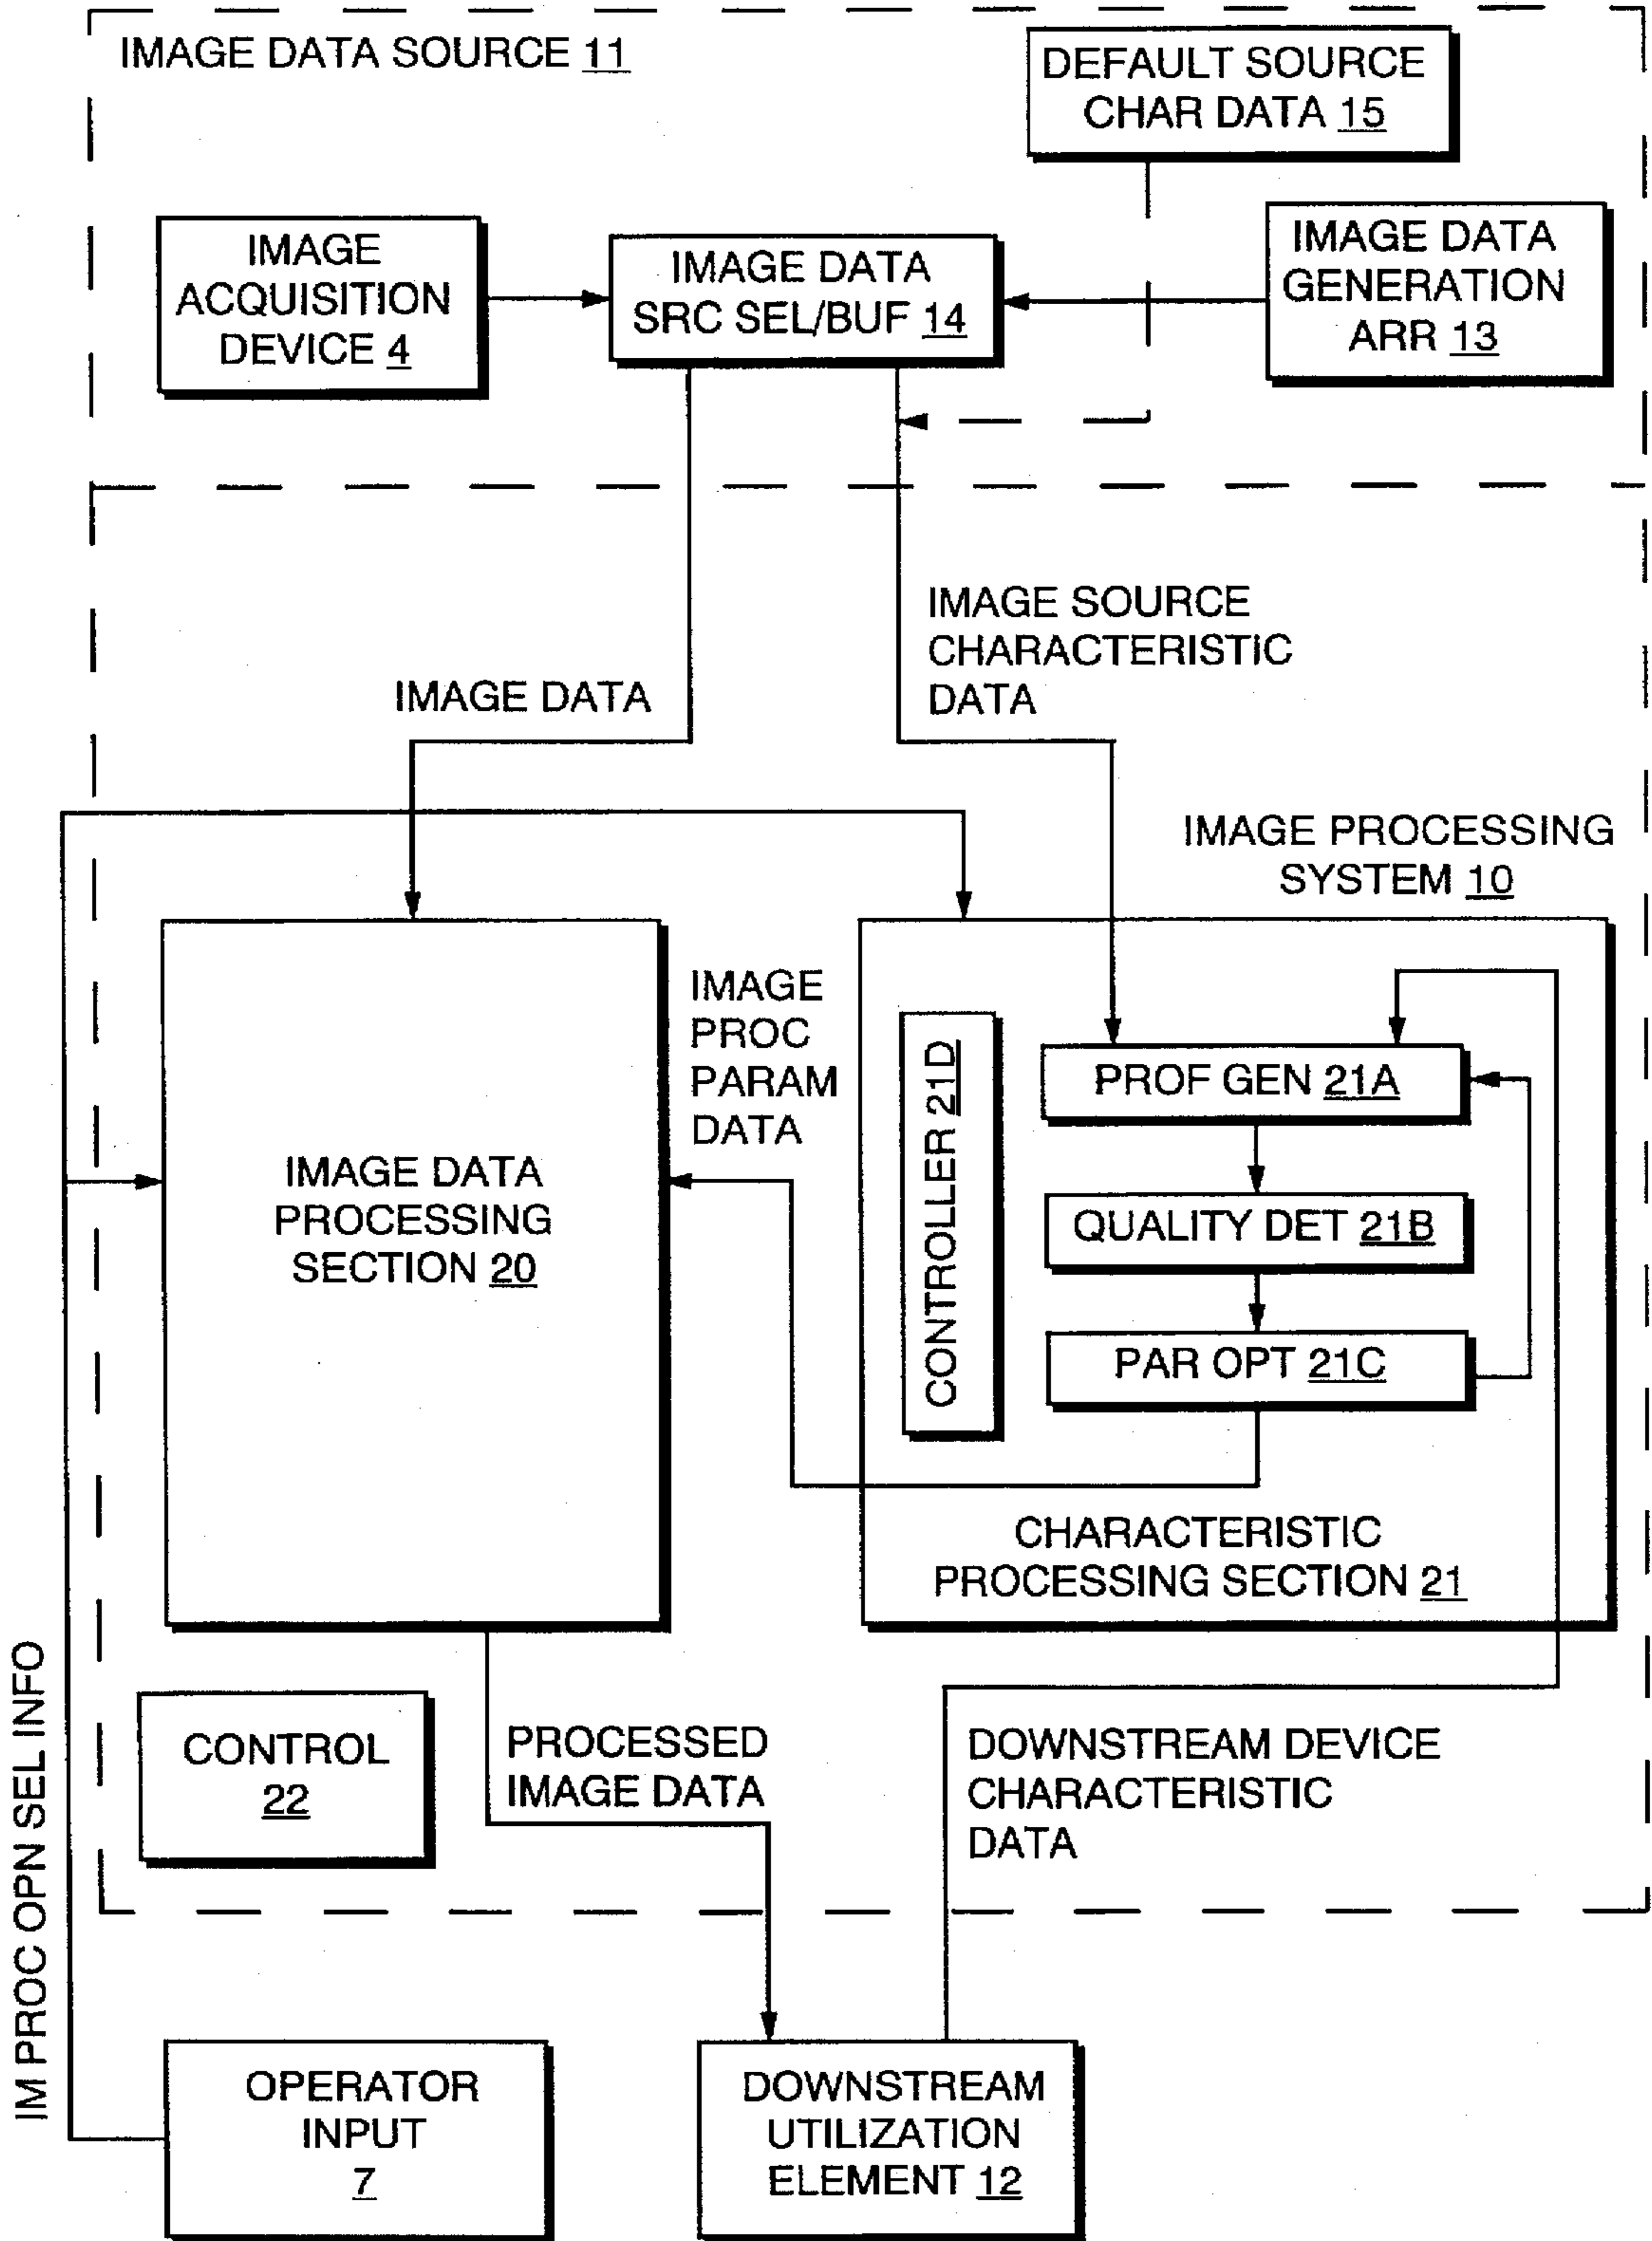 IMAGE DATA SOURCE 11
DEFAULT SOURCE
CHAR DATA 15
IMAGE
ACQUISITION
DEVICE 4
IMAGE DATA
SRC SEL/BUF 14
IMAGE DATA
GENERATION
ARR 13
IMAGE DATA
IMAGE SOURCE
CHARACTERISTIC
DATA
IMAGE PROCESSING
SYSTEM 10
IMAGE DATA
PROCESSING
SECTION 20
IMAGE
PROC
PARAM
DATA
CONTROLLER 21D
PROF GEN 21A
QUALITY DET 21B
PAR OPT 21C
CHARACTERISTIC
PROCESSING SECTION 21
IM PROC OPN SEL INFO
CONTROL
22
PROCESSED
IMAGE DATA
DOWNSTREAM DEVICE
CHARACTERISTIC
DATA
OPERATOR
INPUT
7
DOWNSTREAM
UTILIZATION
ELEMENT 12